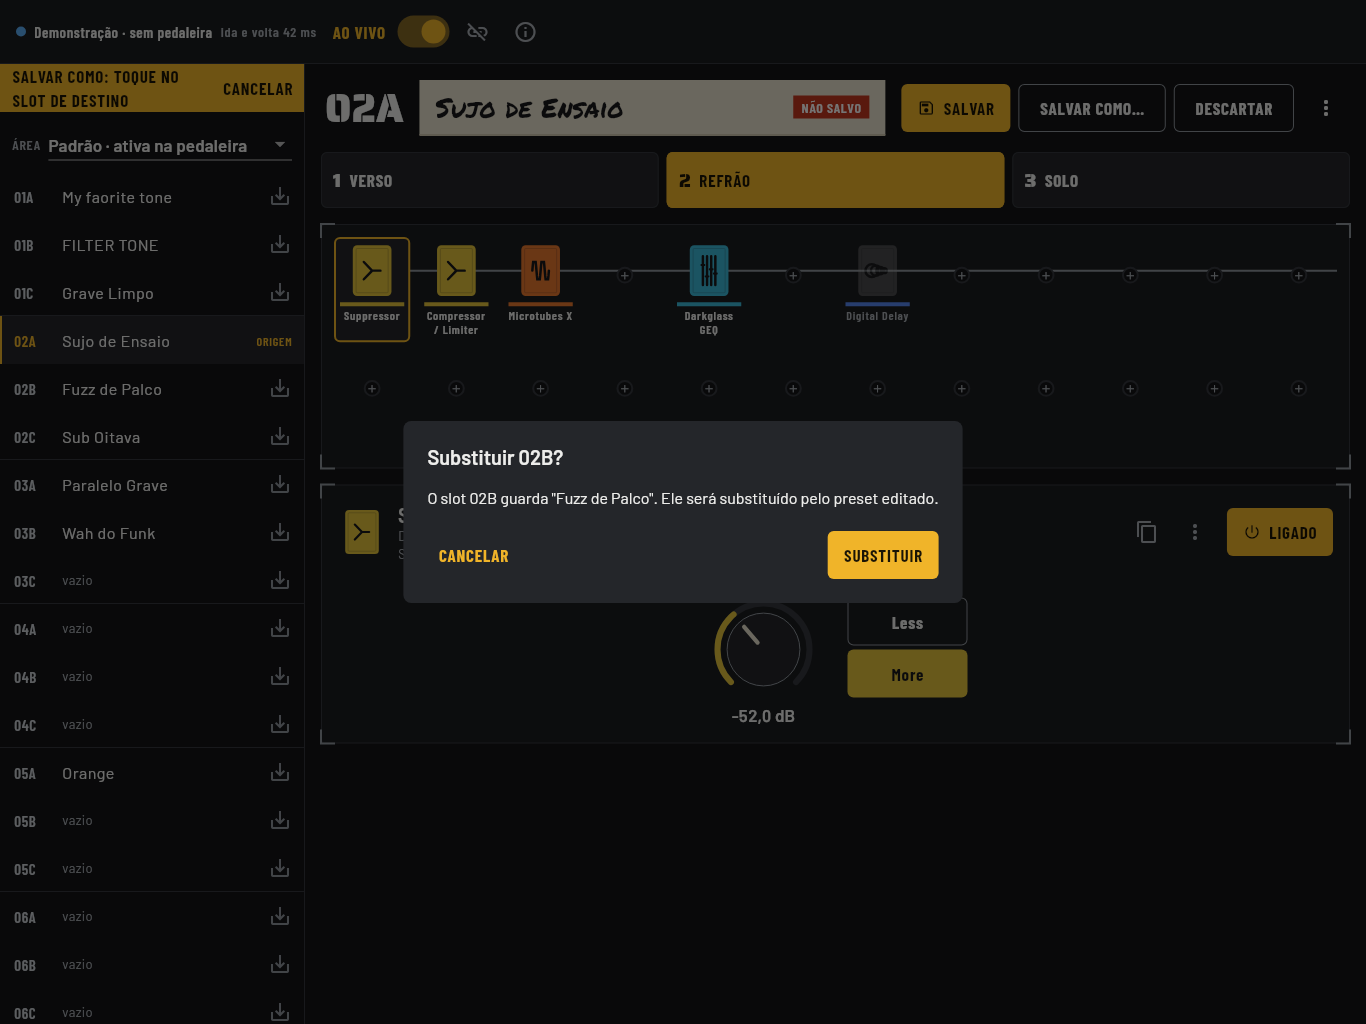 Demonstração · sem pedaleira Ida e volta 42 ms AO VIVO
SALVAR COMO: TOQUE NO
SLOT DE DESTINO
CANCELAR
ÁREA Padrão · ativa na pedaleira
01A My faorite tone
01B FILTER TONE
01C Grave Limpo
02A Sujo de Ensaio ORIGEM
02B Fuzz de Palco
02C Sub Oitava
03A Paralelo Grave
03B Wah do Funk
03C vazio
04A vazio
04B vazio
04C vazio
05A Orange
05B vazio
05C vazio
06A vazio
06B vazio
06C vazio
02A Sujo de Ensaio NÃO SALVO SALVAR SALVAR COMO... DESCARTAR
1 VERSO
2 REFRÃO
3 SOLO
Suppressor
Compressor
/ Limiter
Microtubes X
Darkglass
GEQ
Digital Delay
Substituir 02B?
O slot 02B guarda "Fuzz de Palco". Ele será substituído pelo preset editado.
CANCELAR
SUBSTITUIR
LIGADO
Less
More
-52,0 dB